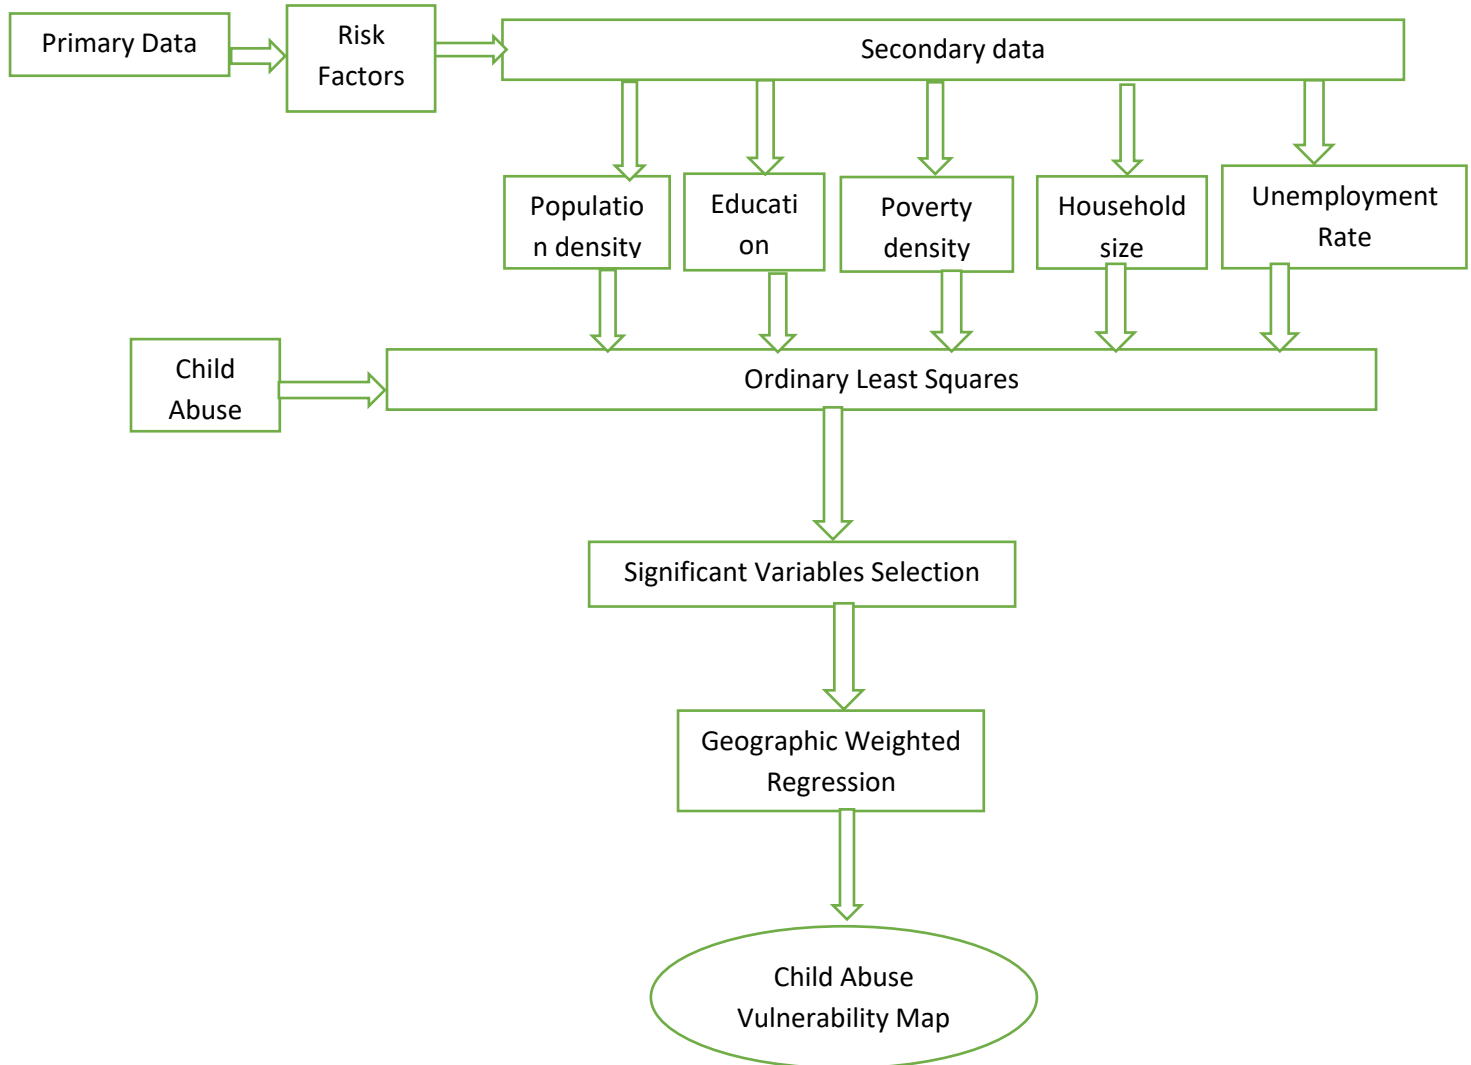 Primary Data
Risk
Factors
Secondary data
Populatio
n density
Educati
on
Poverty
density
Household
size
Unemployment
Rate
Child
Abuse
Ordinary Least Squares
Significant Variables Selection
Geographic Weighted
Regression
Child Abuse
Vulnerability Map